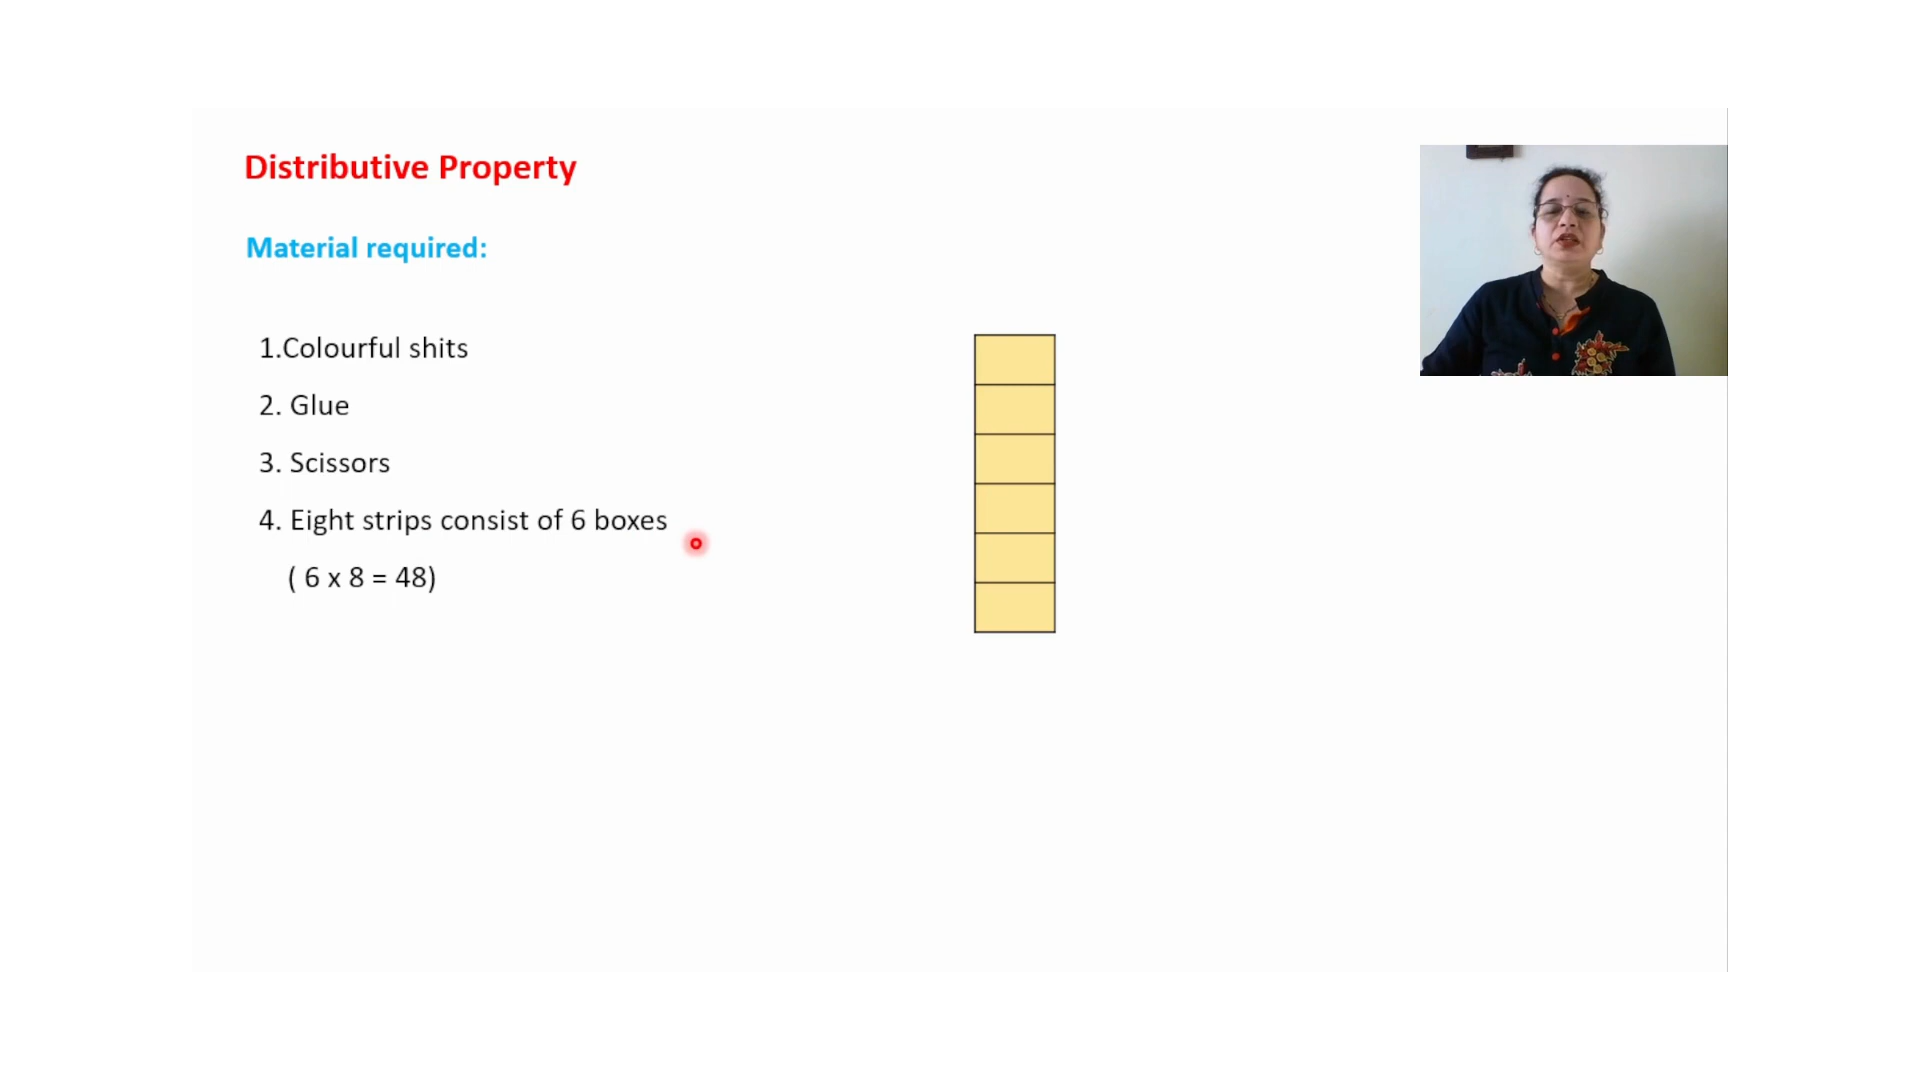 Distributive Property
Material required:
1.Colourful shits
2. Glue
3. Scissors
4. Eight strips consist of 6 boxes
( 6 x 8 = 48)